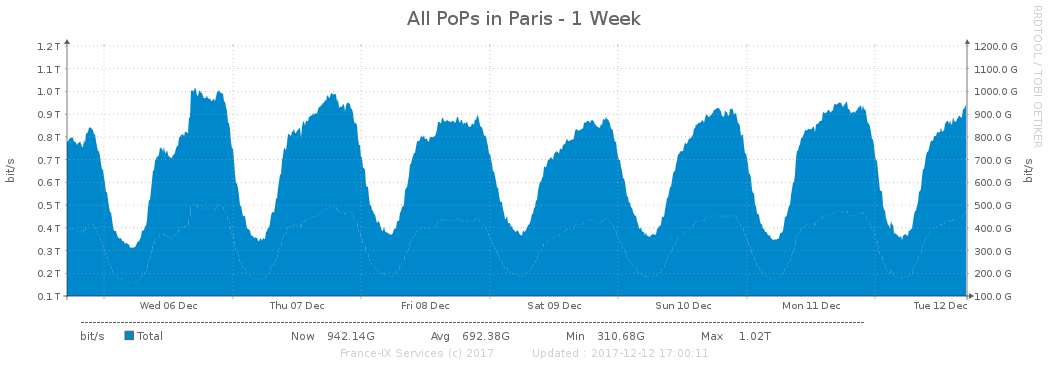 All PoPs in Paris - 1 Week
RRDTOOL / TOBI OETIKER
1.2 T 1200.0 G
1.1 T 1100.0 G
1.0 T 1000.0 G
0.9 T 900.0 G
0.8 T 800.0 G
0.7 T 700.0 G
0.6 T 600.0 G
0.5 T 500.0 G
0.4 T 400.0 G
0.3 T 300.0 G
0.2 T 200.0 G
0.1 T 100.0 G
bit/s
bit/s
Wed 06 Dec Thu 07 Dec Fri 08 Dec Sat 09 Dec Sun 10 Dec Mon 11 Dec Tue 12 Dec
bit/s Total Now 942.14G Avg 692.38G Min 310.68G Max 1.02T
France-IX Services (c) 2017 Updated : 2017-12-12 17:00:11